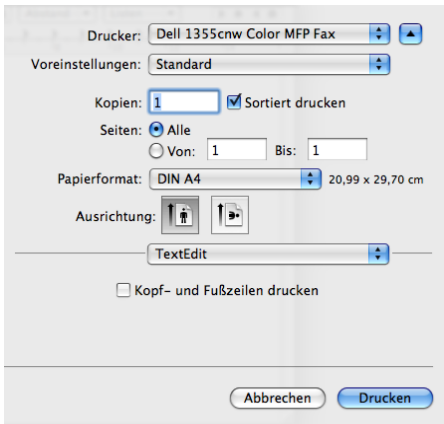 Drucker: Dell 1355cnw Color MFP Fax
Voreinstellungen: Standard
Kopien: 1 Sortiert drucken
Seiten: Alle
Von: 1 Bis: 1
Papierformat: DIN A4 20,99 x 29,70 cm
Ausrichtung:
TextEdit
Kopf- und Fußzeilen drucken
Abbrechen Drucken